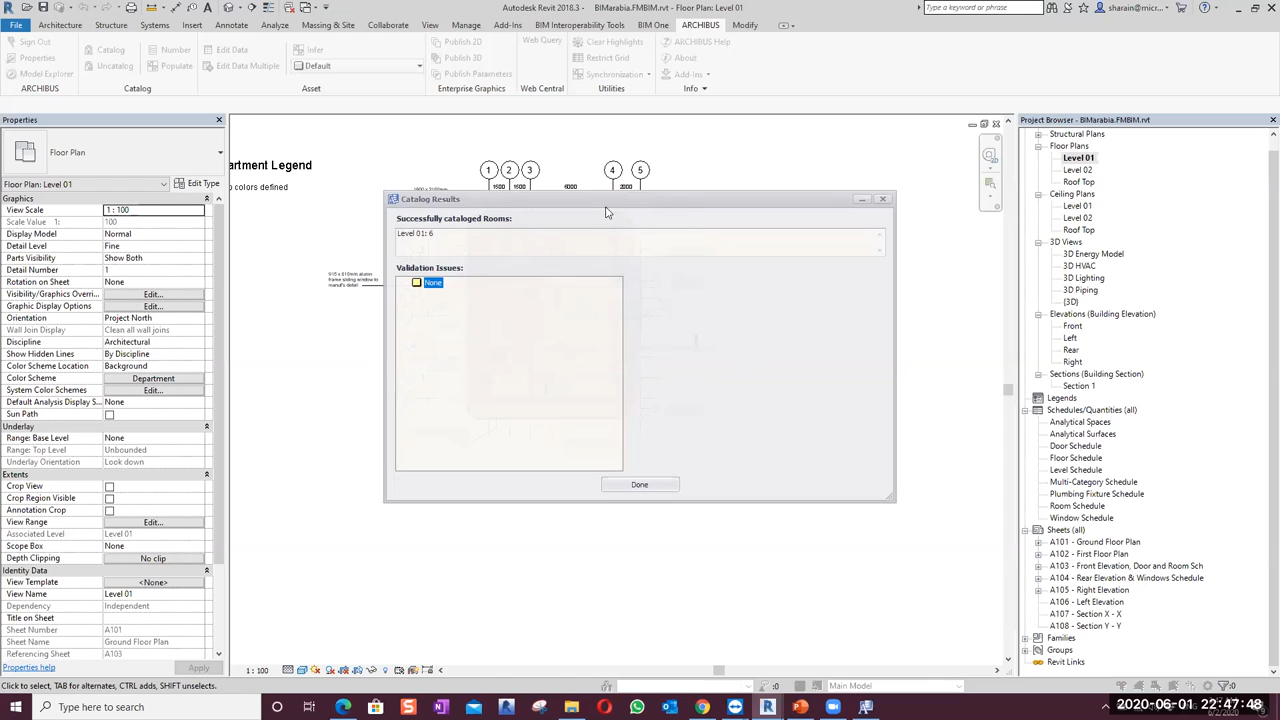 Autodesk Revit 2018.3 - BIMarabia.FMBIM.rvt - Floor Plan: Level 01
Type a keyword or phrase
sharain@micr...
File Architecture Structure Systems Insert Annotate Analyze Massing & Site Collaborate View Manage Add-Ins BIM Interoperability Tools BIM One ARCHIBUS Modify
Sign Out
Properties
Model Explorer
ARCHIBUS
Catalog
Uncatalog
Number
Populate
Catalog
Edit Data
Edit Data Multiple
Infer
Default
Asset
Publish 2D
Publish 3D
Publish Parameters
Enterprise Graphics
Web Query
Web Central
Clear Highlights
Restrict Grid
Synchronization
Utilities
ARCHIBUS Help
About
Add-Ins
Info
Properties
Floor Plan
Floor Plan: Level 01
Edit Type
Graphics
View Scale 1 : 100
Scale Value 1: 100
Display Model Normal
Detail Level Fine
Parts Visibility Show Both
Detail Number 1
Rotation on Sheet None
Visibility/Graphics Overri... Edit...
Graphic Display Options Edit...
Orientation Project North
Wall Join Display Clean all wall joins
Discipline Architectural
Show Hidden Lines By Discipline
Color Scheme Location Background
Color Scheme Department
System Color Schemes Edit...
Default Analysis Display S... None
Sun Path
Underlay
Range: Base Level None
Range: Top Level Unbounded
Underlay Orientation Look down
Extents
Crop View
Crop Region Visible
Annotation Crop
View Range Edit...
Associated Level Level 01
Scope Box None
Depth Clipping No clip
Identity Data
View Template <None>
View Name Level 01
Dependency Independent
Title on Sheet
Sheet Number A101
Sheet Name Ground Floor Plan
Referencing Sheet A103
Properties help
Apply
artment Legend
o colors defined
1 2 3 4 5
1500 1500 6000 2000
915 x 610mm alumn
frame sliding window to
manuf's detail
Catalog Results
Successfully cataloged Rooms:
Level 01: 6
Validation Issues:
None
Done
Project Browser - BIMarabia.FMBIM.rvt
Structural Plans
Floor Plans
Level 01
Level 02
Roof Top
Ceiling Plans
Level 01
Level 02
Roof Top
3D Views
3D Energy Model
3D HVAC
3D Lighting
3D Piping
{3D}
Elevations (Building Elevation)
Front
Left
Rear
Right
Sections (Building Section)
Section 1
Legends
Schedules/Quantities (all)
Analytical Spaces
Analytical Surfaces
Door Schedule
Floor Schedule
Level Schedule
Multi-Category Schedule
Plumbing Fixture Schedule
Room Schedule
Window Schedule
Sheets (all)
A101 - Ground Floor Plan
A102 - First Floor Plan
A103 - Front Elevation, Door and Room Sch
A104 - Rear Elevation & Windows Schedule
A105 - Right Elevation
A106 - Left Elevation
A107 - Section X - X
A108 - Section Y - Y
Families
Groups
Revit Links
1 : 100
Click to select, TAB for alternates, CTRL adds, SHIFT unselects.
:0
Main Model
:0
Type here to search
2020-06-01 22:47:48